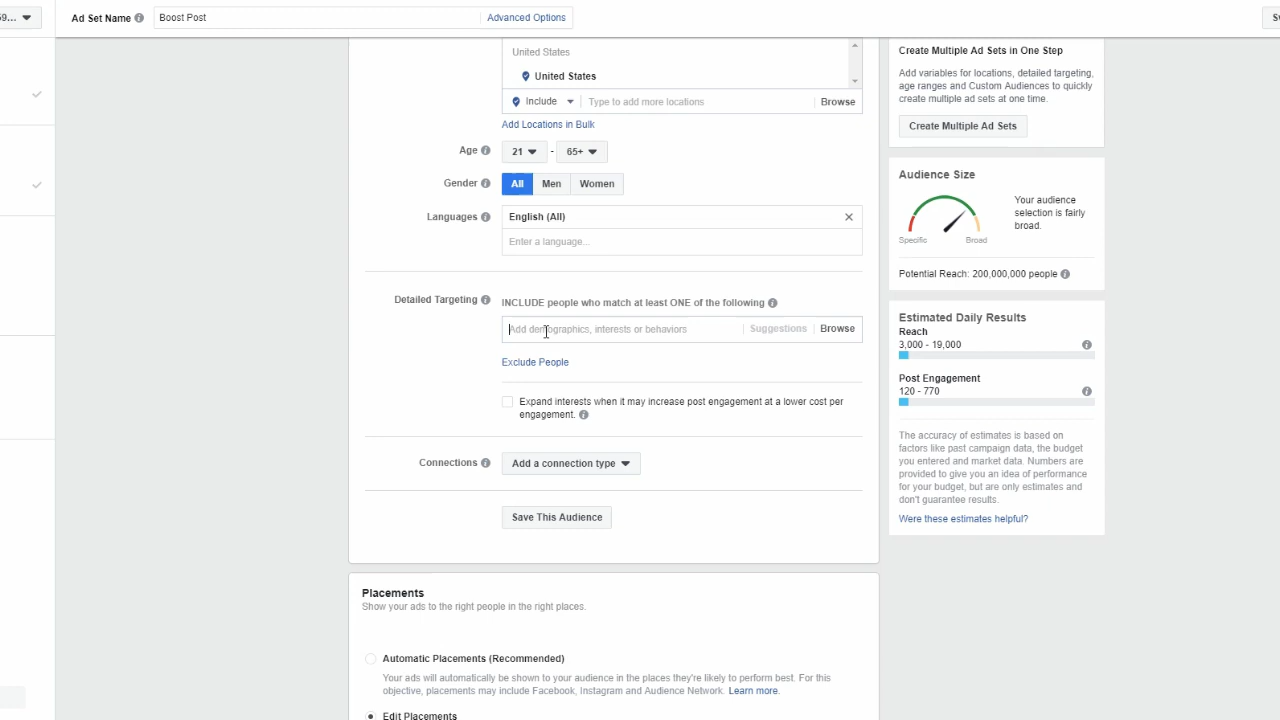 59...
Ad Set Name
Boost Post
Advanced Options
United States
United States
Include
Type to add more locations
Browse
Add Locations in Bulk
Age
21
-
65+
Gender
All
Men
Women
Languages
English (All)
Enter a language...
Detailed Targeting
INCLUDE people who match at least ONE of the following
Add demographics, interests or behaviors
Suggestions
Browse
Exclude People
Expand interests when it may increase post engagement at a lower cost per
engagement.
Connections
Add a connection type
Save This Audience
Placements
Show your ads to the right people in the right places.
Automatic Placements (Recommended)
Your ads will automatically be shown to your audience in the places they're likely to perform best. For this
objective, placements may include Facebook, Instagram and Audience Network. Learn more.
Edit Placements
Create Multiple Ad Sets in One Step
Add variables for locations, detailed targeting,
age ranges and Custom Audiences to quickly
create multiple ad sets at one time.
Create Multiple Ad Sets
Audience Size
Your audience
selection is fairly
broad.
Specific
Broad
Potential Reach: 200,000,000 people
Estimated Daily Results
Reach
3,000 - 19,000
Post Engagement
120 - 770
The accuracy of estimates is based on
factors like past campaign data, the budget
you entered and market data. Numbers are
provided to give you an idea of performance
for your budget, but are only estimates and
don't guarantee results.
Were these estimates helpful?